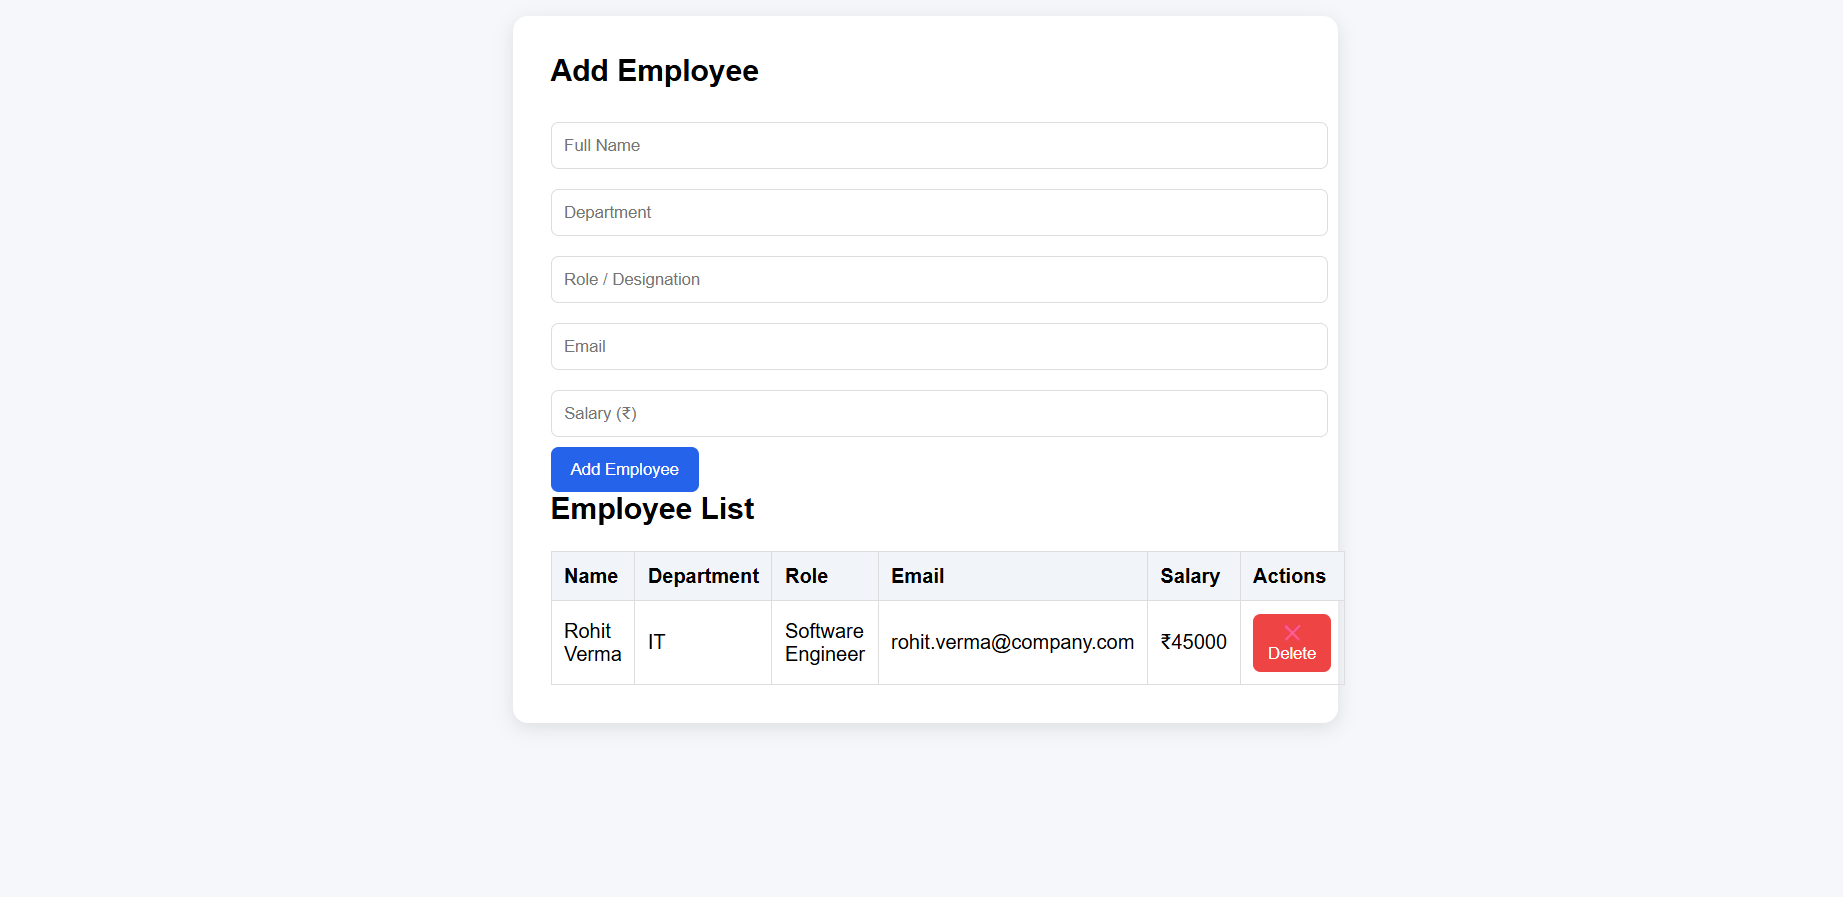 Add Employee
Full Name
Department
Role / Designation
Email
Salary (₹)
Add Employee
Employee List
Name Department Role Email Salary Actions
Rohit Verma IT Software Engineer rohit.verma@company.com ₹45000 ❌ Delete